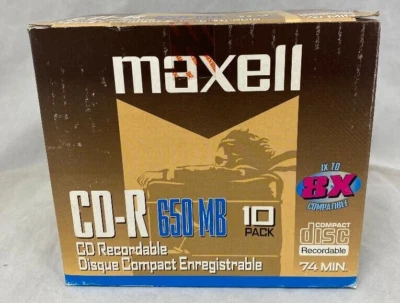 maxell
1X TO
8X
COMPATIBLE
CD-R 650 MB 10
PACK
CD Recordable
Disque Compact Enregistrable
COMPACT
disc
Recordable
74 MIN.